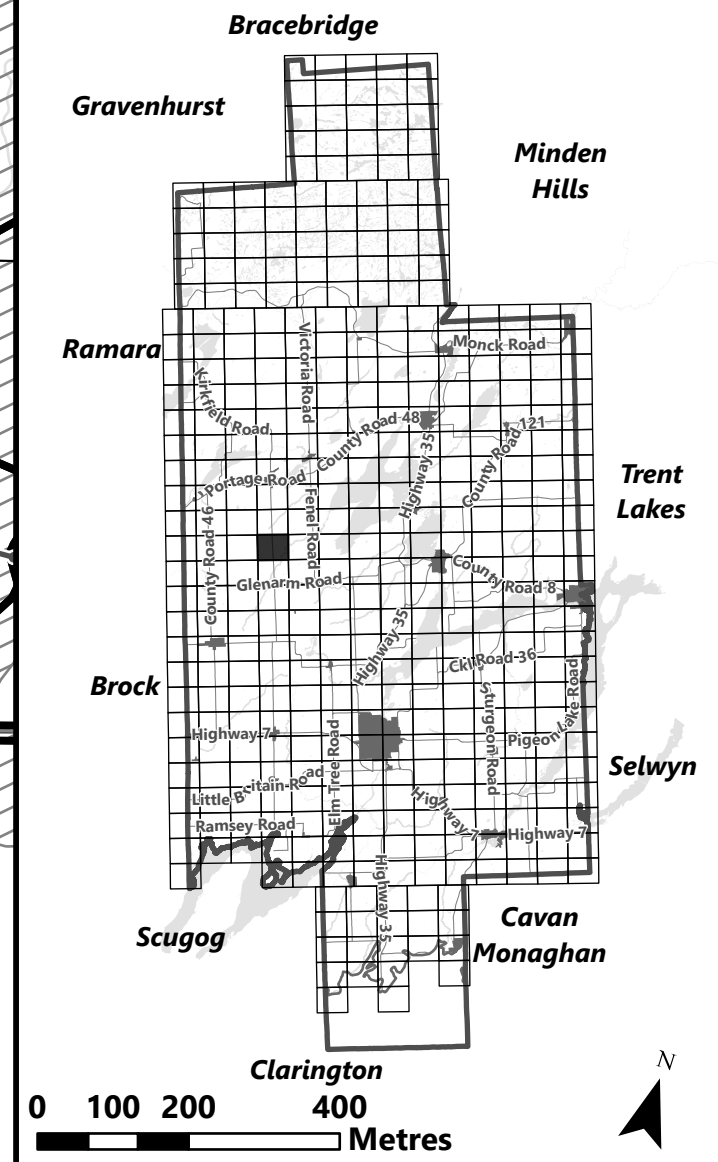 Bracebridge
Gravenhurst
Minden
Hills
Ramara
Monck Road
Victoria Road
Kirkfield Road
County Road 48
County Road 121
Highway 35
Trent
Lakes
Portage Road
Fenel Road
County Road 46
Glenarm Road
County Road 8
Highway 35
Ckl Road 36
Brock
Sturgeon Road
Pigeon Lake Road
Highway 7
Elm Tree Road
Selwyn
Little Britain Road
Highway 7
Ramsey Road
Highway 7
Highway 35
Scugog
Cavan
Monaghan
Clarington
N
0 100 200 400
Metres